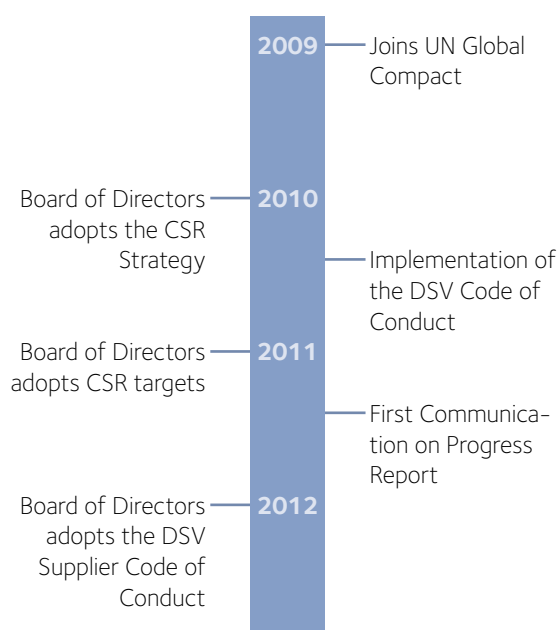 2009
Joins UN Global
Compact
Board of Directors
adopts the CSR
Strategy
2010
Implementation of
the DSV Code of
Conduct
Board of Directors
adopts CSR targets
2011
First Communica-
tion on Progress
Report
Board of Directors
adopts the DSV
Supplier Code of
Conduct
2012